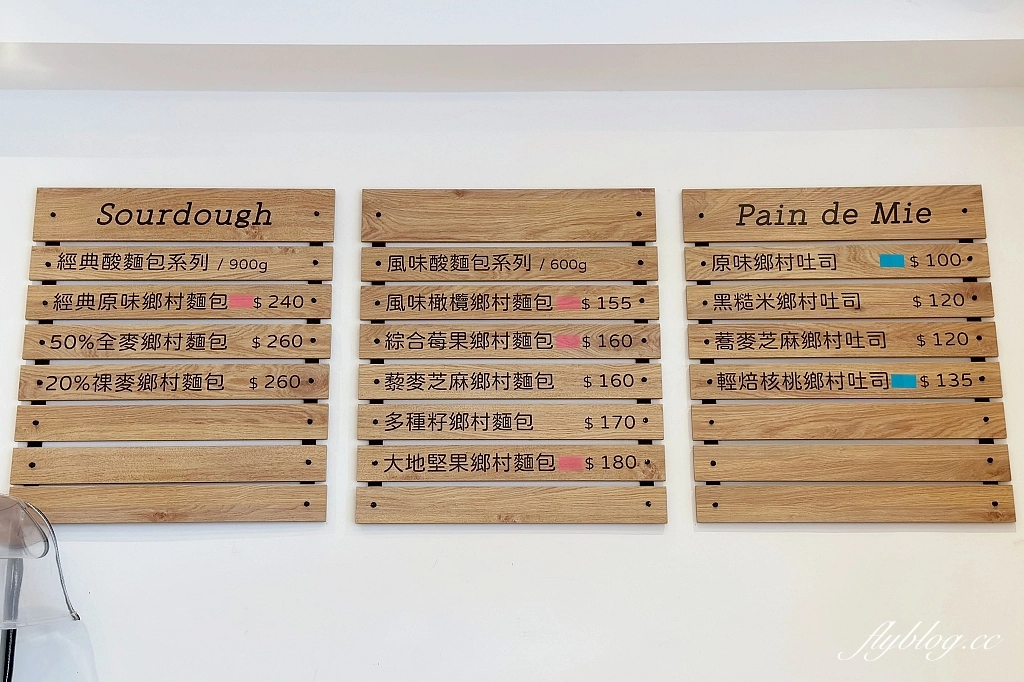 Sourdough
經典酸麵包系列 / 900g
經典原味鄉村麵包 $ 240
50%全麥鄉村麵包 $ 260
20%裸麥鄉村麵包 $ 260
風味酸麵包系列 / 600g
風味橄欖鄉村麵包 $ 155
綜合莓果鄉村麵包 $ 160
藜麥芝麻鄉村麵包 $ 160
多種籽鄉村麵包 $ 170
大地堅果鄉村麵包 $ 180
Pain de Mie
原味鄉村吐司 $ 100
黑糙米鄉村吐司 $ 120
蕎麥芝麻鄉村吐司 $ 120
輕焙核桃鄉村吐司 $ 135
flyblog.cc